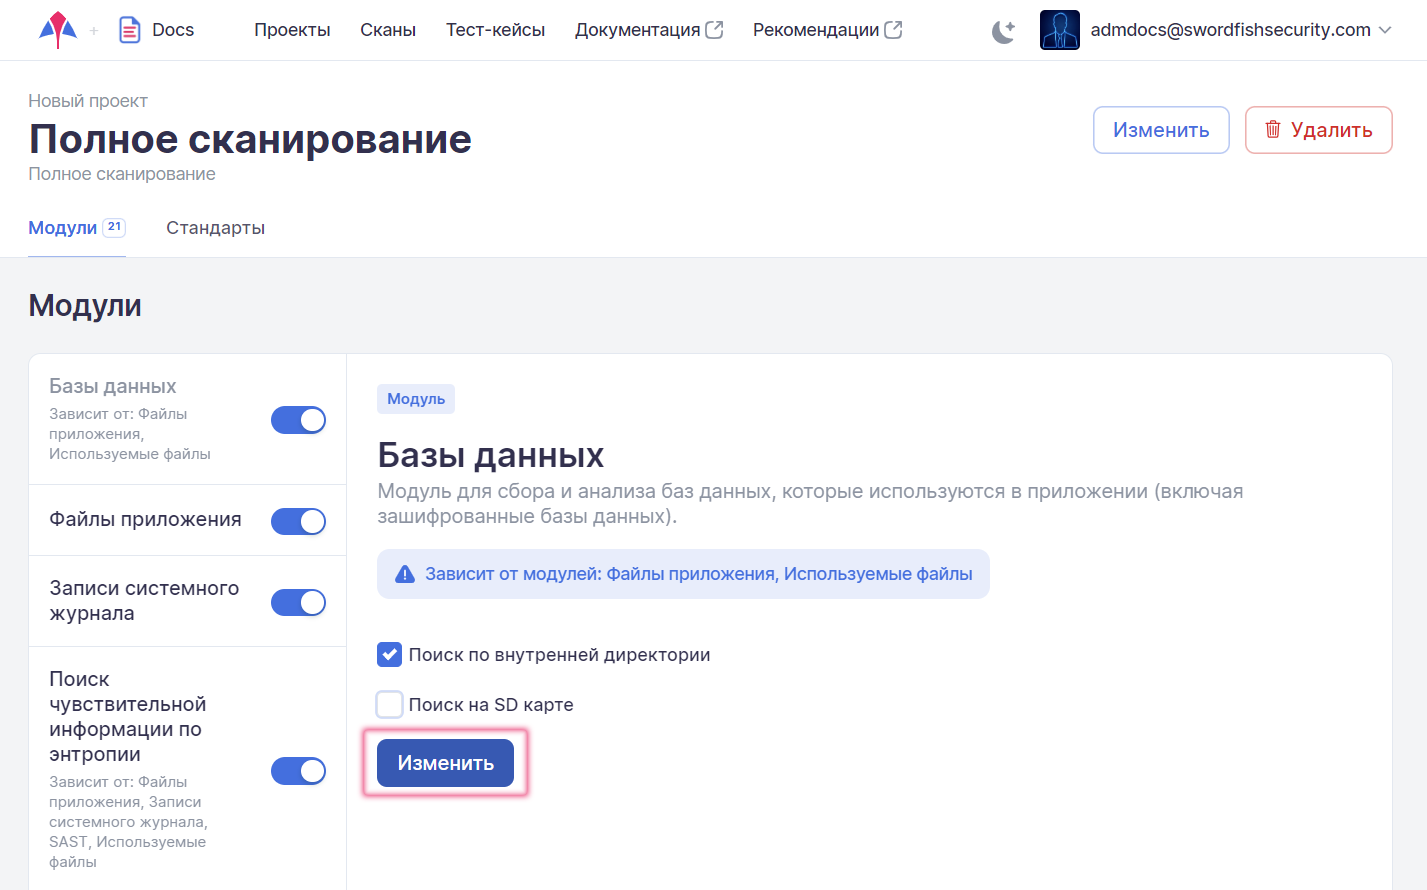 Docs
Проекты
Сканы
Тест-кейсы
Документация
Рекомендации
admdocs@swordfishsecurity.com
Новый проект
Полное сканирование
Полное сканирование
Изменить
Удалить
Модули 21
Стандарты
Модули
Базы данных
Зависит от: Файлы
приложения,
Используемые файлы
Файлы приложения
Записи системного
журнала
Поиск
чувствительной
информации по
энтропии
Зависит от: Файлы
приложения, Записи
системного журнала,
SAST, Используемые
файлы
Модуль
Базы данных
Модуль для сбора и анализа баз данных, которые используются в приложении (включая
зашифрованные базы данных).
Зависит от модулей: Файлы приложения, Используемые файлы
Поиск по внутренней директории
Поиск на SD карте
Изменить